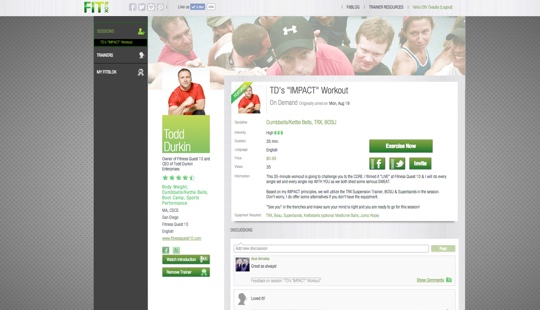 FiT
Like us
Like
FITBLOG | TRAINER RESOURCES
SESSIONS
TD's "IMPACT" Workout
TRAINERS
MY FITBLOK
TD's "IMPACT" Workout
On Demand Originally aired on Mon, Aug 19
Discipline Dumbbells/Kettle Bells, TRX, BOSU
Intensity High
Duration 35 min.
Language English
Price $0.99
Views 35
Exercise Now
Invite
Information This 35-minute workout is going to challenge you to the CORE. I filmed it "LIVE" at Fitness Quest & I will do every
single set and every single rep WITH YOU as we both shed some serious SWEAT.
Based on my IMPACT principles, we will utilize the TRX Suspension Trainer, BOSU & Superbands in the session.
Don't worry, I do offer some alternatives if you don't have the equipment.
"See you" in the trenches and make sure your mind is right and you are ready to go for this session!
Equipment Required: TRX, Bosu, Superbands, Kettlebells optional Medicine Balls, Jump Ropes
Todd
Durkin
Owner of Fitness Quest 10 and
CEO of Todd Durkin
Enterprises
Body Weight,
Dumbbells/Kettle Bells,
Boot Camp, Sports
Performance
MA, CSCS
San Diego
Fitness Quest 10
English
www.fitnessquest10.com
Watch Introduction
Remove Trainer
DISCUSSIONS
Add new discussion
Post
Great as always!
Feedback on session "TD's "IMPACT" Workout"
Show Comments
Loved it!